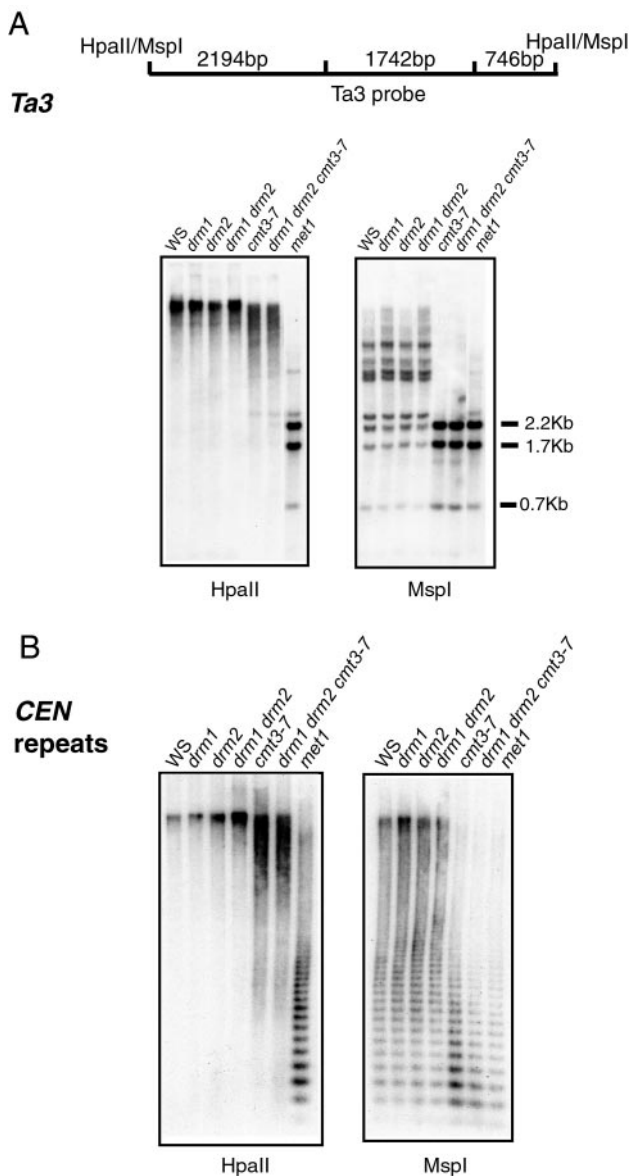 A
HpaII/MspI 2194bp 1742bp 746bp HpaII/MspI
Ta3 probe
Ta3
WS drm1 drm2 drm1 drm2 cmt3-7 drm1 drm2 cmt3-7 met1
WS drm1 drm2 drm1 drm2 cmt3-7 drm1 drm2 cmt3-7 met1
2.2Kb
1.7Kb
0.7Kb
HpaII MspI
B
CEN
repeats
WS drm1 drm2 drm1 drm2 cmt3-7 drm1 drm2 cmt3-7 met1
WS drm1 drm2 drm1 drm2 cmt3-7 drm1 drm2 cmt3-7 met1
HpaII MspI